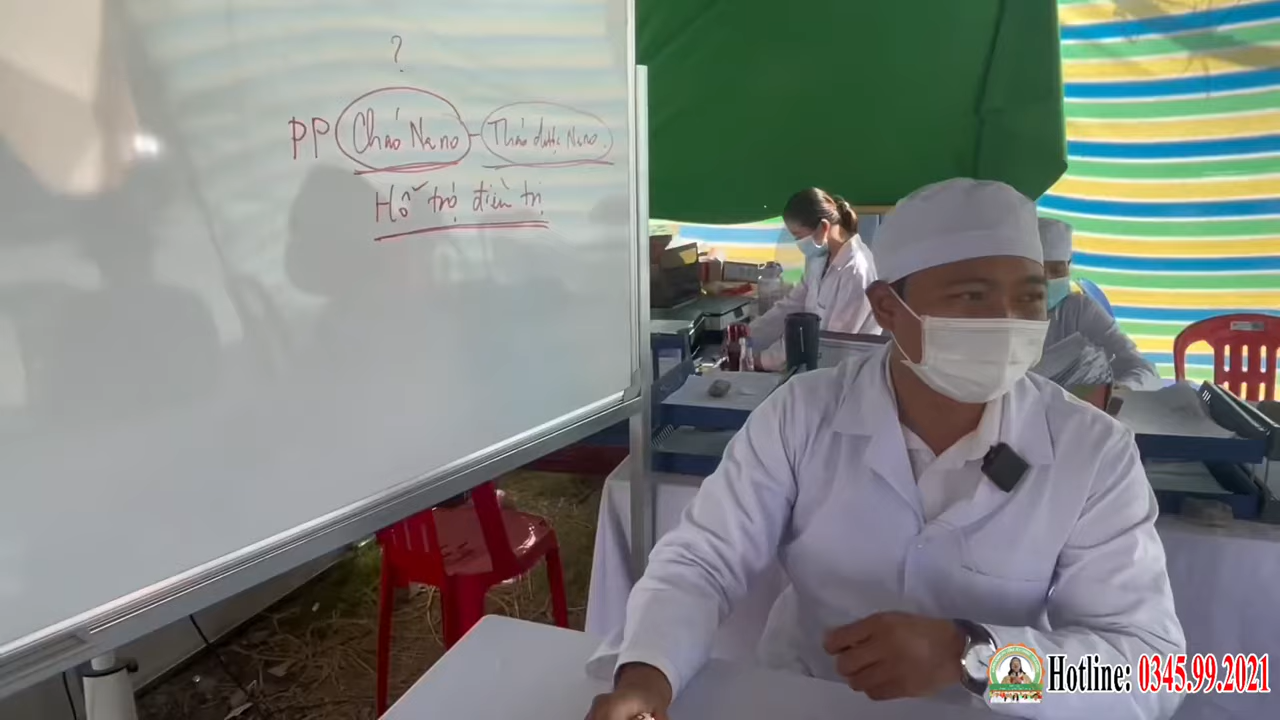 ?
PP Cháo Nano - Thảo dược Nano.
Hỗ trợ điều trị
Hotline: 0345.99.2021